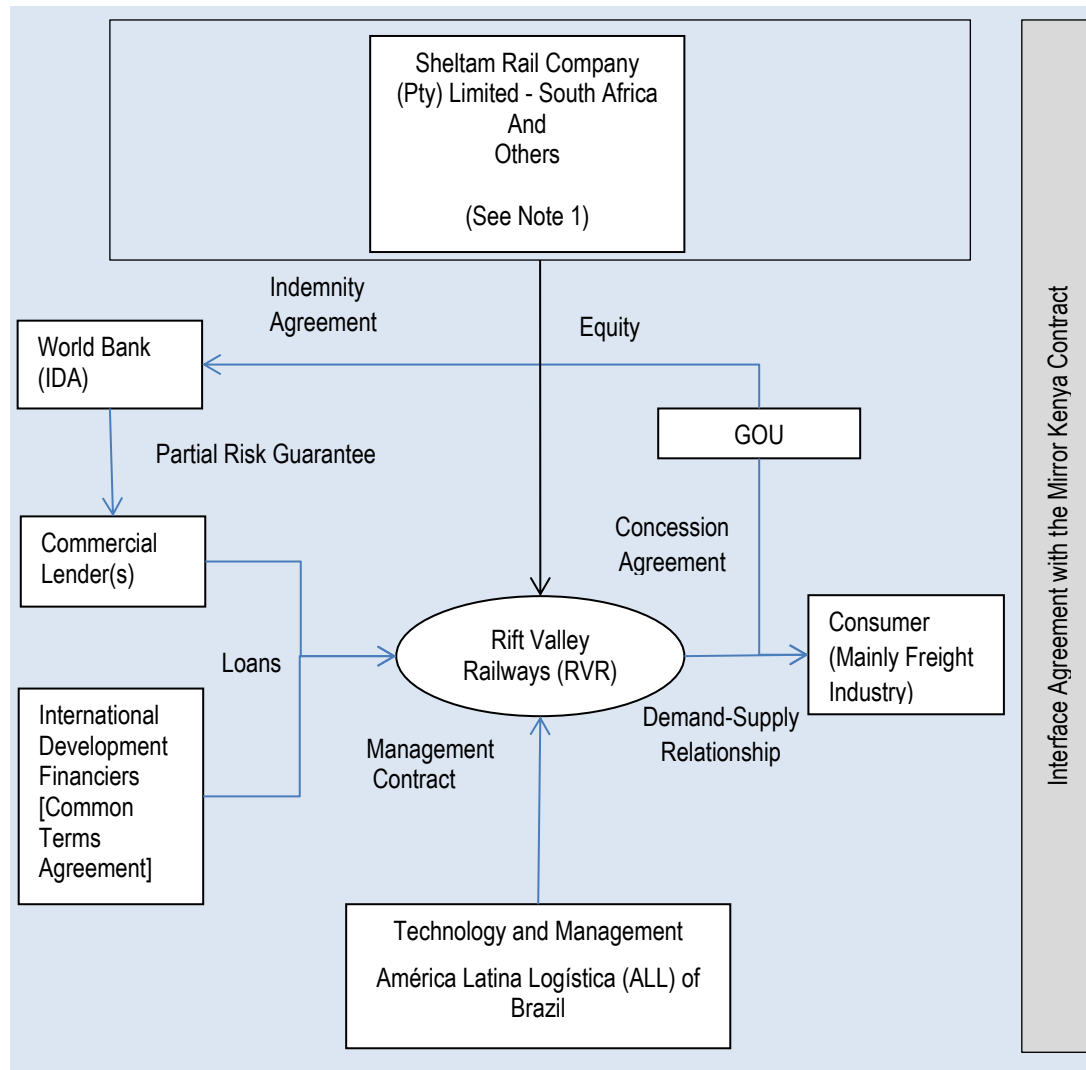 Sheltam Rail Company
(Pty) Limited - South Africa
And
Others
(See Note 1)
Indemnity
Agreement
Equity
World Bank
(IDA)
GOU
Partial Risk Guarantee
Concession
Agreement
Commercial
Lender(s)
Consumer
(Mainly Freight
Industry)
Rift Valley
Railways (RVR)
Loans
International
Development
Financiers
[Common
Terms
Agreement]
Management
Contract
Demand-Supply
Relationship
Technology and Management
América Latina Logística (ALL) of
Brazil
Interface Agreement with the Mirror Kenya Contract